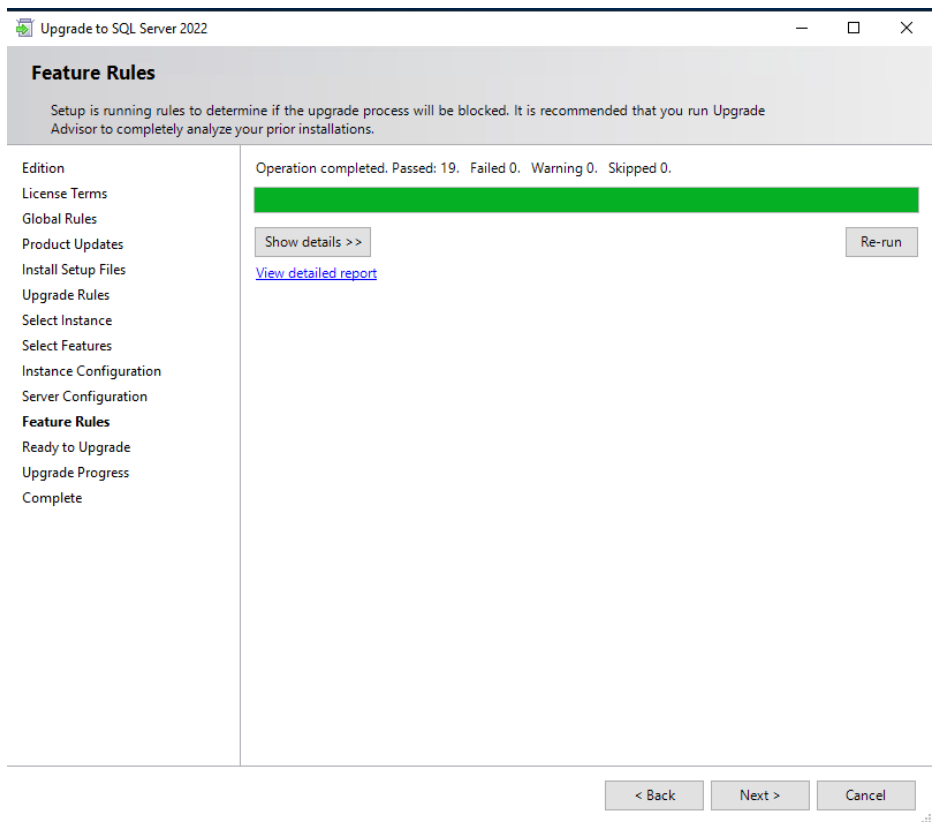 Upgrade to SQL Server 2022
Feature Rules
Setup is running rules to determine if the upgrade process will be blocked. It is recommended that you run Upgrade
Advisor to completely analyze your prior installations.
Edition
License Terms
Global Rules
Product Updates
Install Setup Files
Upgrade Rules
Select Instance
Select Features
Instance Configuration
Server Configuration
Feature Rules
Ready to Upgrade
Upgrade Progress
Complete
Operation completed. Passed: 19. Failed 0. Warning 0. Skipped 0.
Show details >>
Re-run
View detailed report
< Back
Next >
Cancel